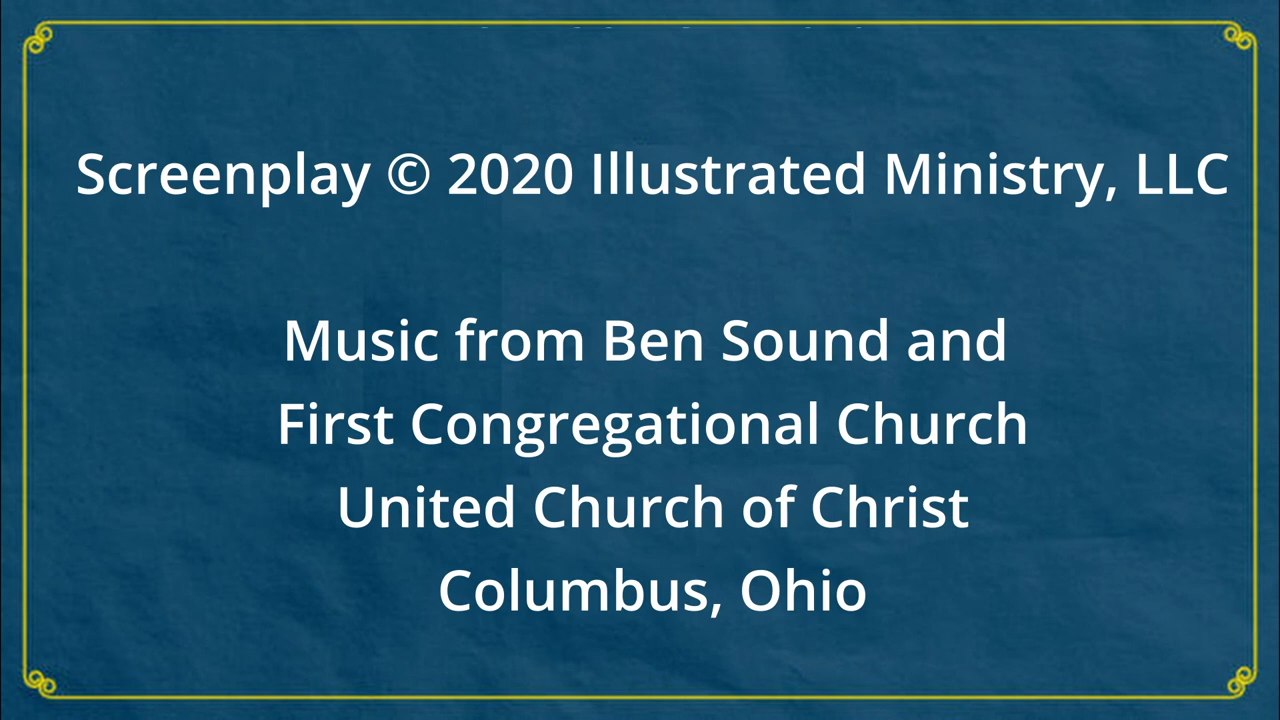 Screenplay © 2020 Illustrated Ministry, LLC
Music from Ben Sound and
First Congregational Church
United Church of Christ
Columbus, Ohio